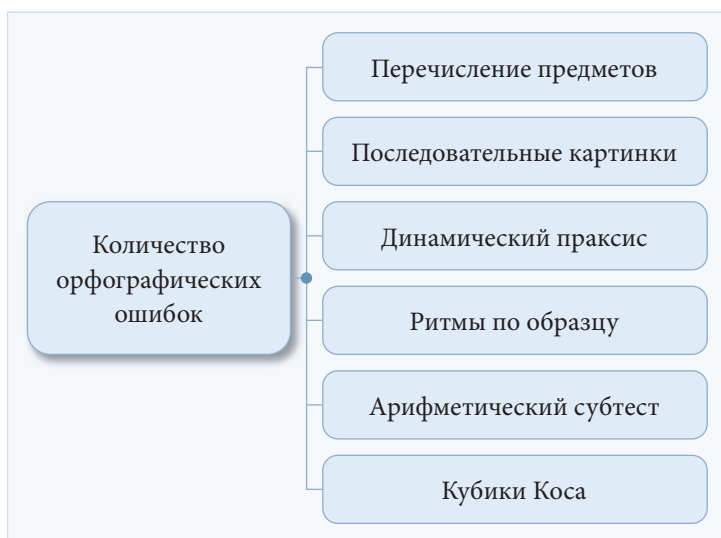 Количество
орфографических
ошибок
Перечисление предметов
Последовательные картинки
Динамический праксис
Ритмы по образцу
Арифметический субтест
Кубики Коса